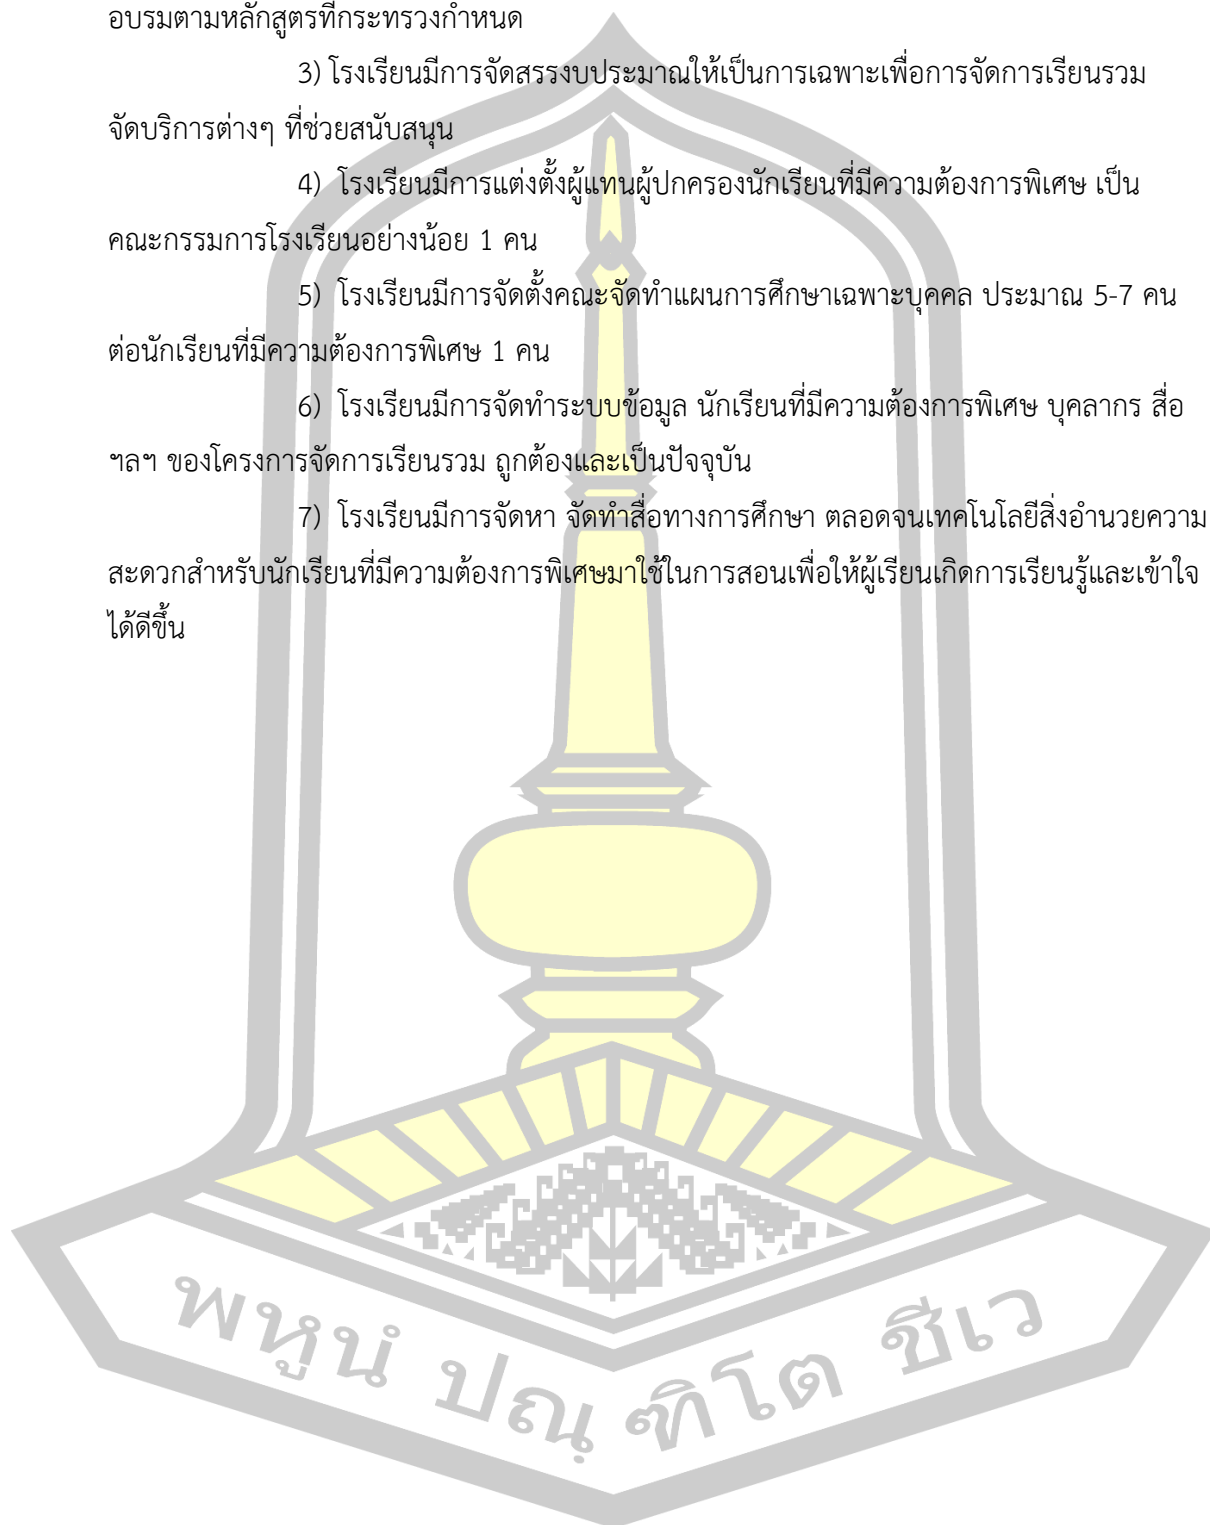 อบรมตามหลักสูตรที่กระทรวงกำหนด
3) โรงเรียนมีการจัดสรรงบประมาณให้เป็นการเฉพาะเพื่อการจัดการเรียนรวม
จัดบริการต่างๆ ที่ช่วยสนับสนุน
4) โรงเรียนมีการแต่งตั้งผู้แทนผู้ปกครองนักเรียนที่มีความต้องการพิเศษ เป็น
คณะกรรมการโรงเรียนอย่างน้อย 1 คน
5) โรงเรียนมีการจัดตั้งคณะจัดทำแผนการศึกษาเฉพาะบุคคล ประมาณ 5-7 คน
ต่อนักเรียนที่มีความต้องการพิเศษ 1 คน
6) โรงเรียนมีการจัดทำระบบข้อมูล นักเรียนที่มีความต้องการพิเศษ บุคลากร สื่อ
ฯลฯ ของโครงการจัดการเรียนรวม ถูกต้องและเป็นปัจจุบัน
7) โรงเรียนมีการจัดหา จัดทำสื่อทางการศึกษา ตลอดจนเทคโนโลยีสิ่งอำนวยความ
สะดวกสำหรับนักเรียนที่มีความต้องการพิเศษมาใช้ในการสอนเพื่อให้ผู้เรียนเกิดการเรียนรู้และเข้าใจ
ได้ดีขึ้น
พหูนํ ปณฺฑิโต ชีเว